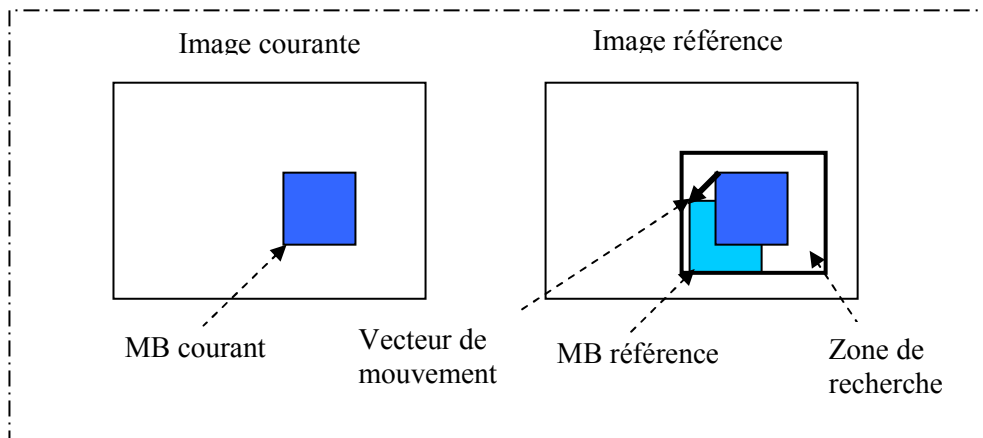 Image courante
Image référence
MB courant
Vecteur de
mouvement
MB référence
Zone de
recherche